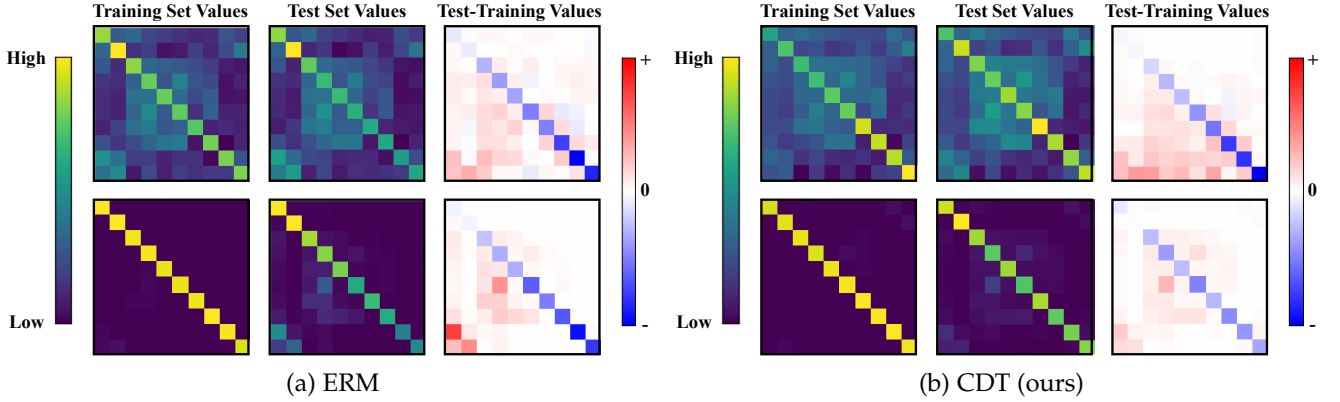 Training Set Values Test Set Values Test-Training Values
High
Low
+
0
-
(a) ERM
Training Set Values Test Set Values Test-Training Values
High
Low
+
0
-
(b) CDT (ours)